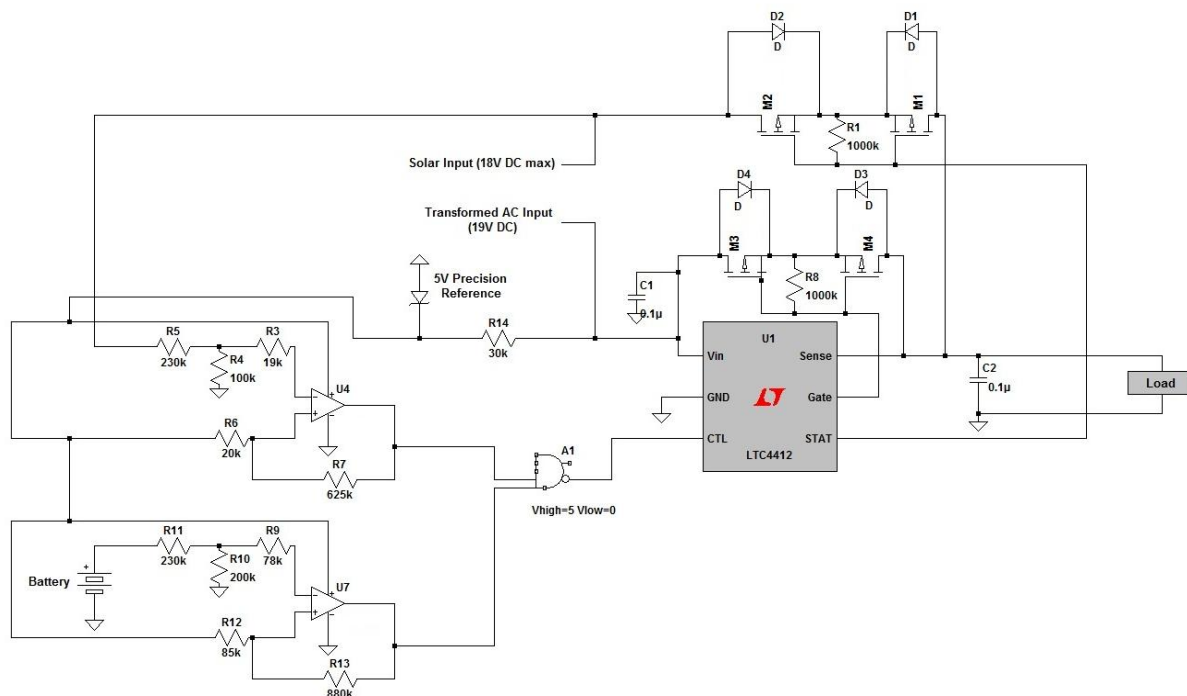 D2
D
D1
D
M2
M1
R1
1000k
Solar Input (18V DC max)
Transformed AC Input
(19V DC)
D4
D
D3
D
M3
M4
R8
1000k
5V Precision
Reference
C1
0.1µ
R14
30k
R5
230k
R3
19k
R4
100k
U4
R6
20k
R7
625k
U1
Vin
Sense
GND
Gate
CTL
STAT
LTC4412
C2
0.1µ
Load
A1
Vhigh=5 Vlow=0
R11
230k
R9
78k
R10
200k
Battery
U7
R12
85k
R13
880k